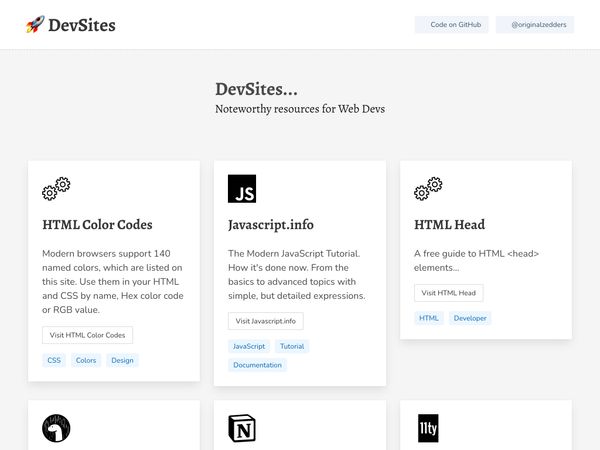 DevSites
Code on GitHub
@originalzedders
DevSites...
Noteworthy resources for Web Devs
HTML Color Codes
Modern browsers support 140
named colors, which are listed on
this site. Use them in your HTML
and CSS by name, Hex color code
or RGB value.
Visit HTML Color Codes
CSS
Colors
Design
JS
Javascript.info
The Modern JavaScript Tutorial.
How it's done now. From the
basics to advanced topics with
simple, but detailed expressions.
Visit Javascript.info
JavaScript
Tutorial
Documentation
HTML Head
A free guide to HTML <head>
elements...
Visit HTML Head
HTML
Developer
N
11ty